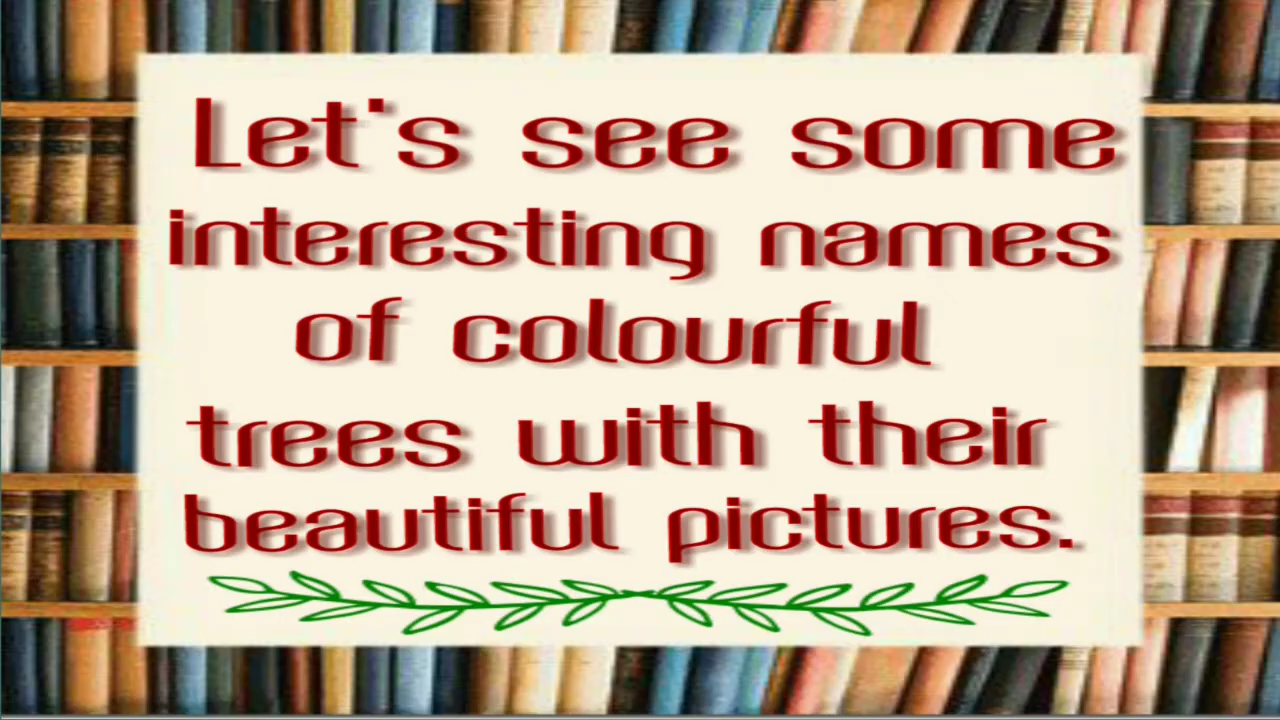 Let's see some
interesting names
of colourful
trees with their
beautiful pictures.